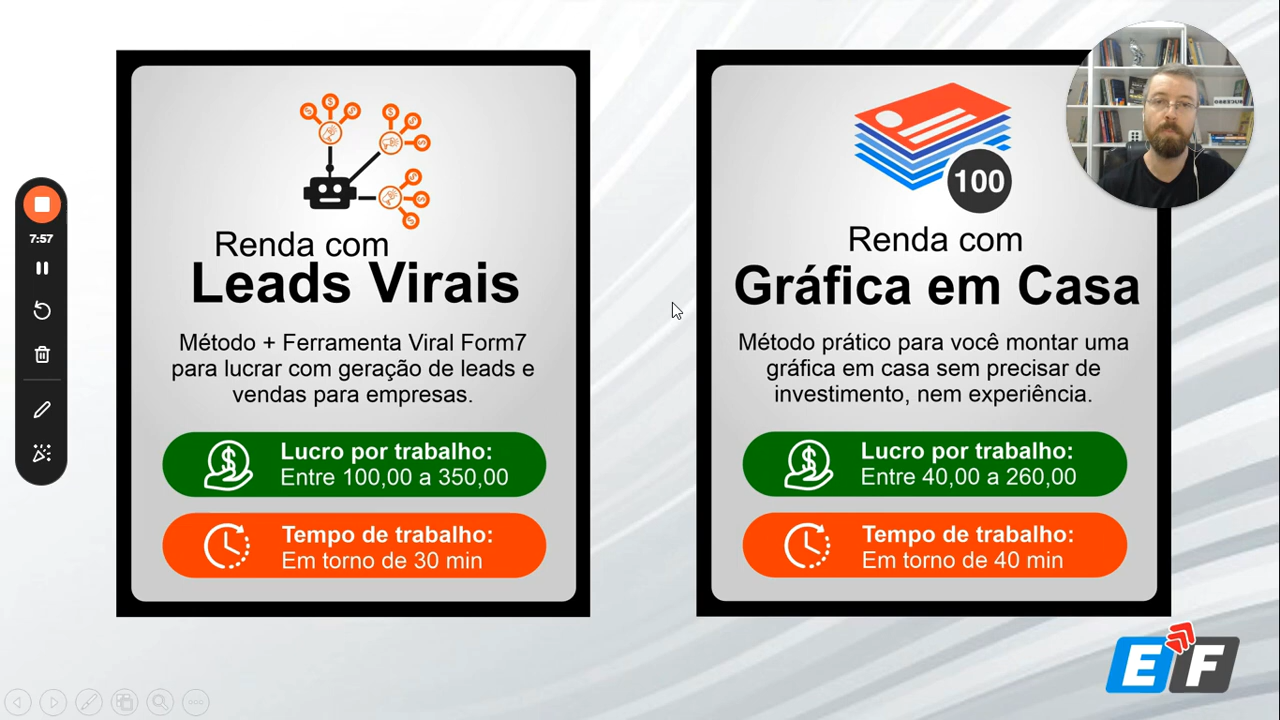 7:57
Renda com
Leads Virais
Método + Ferramenta Viral Form7
para lucrar com geração de leads e
vendas para empresas.
Lucro por trabalho:
Entre 100,00 a 350,00
Tempo de trabalho:
Em torno de 30 min
100
Renda com
Gráfica em Casa
Método prático para você montar uma
gráfica em casa sem precisar de
investimento, nem experiência.
Lucro por trabalho:
Entre 40,00 a 260,00
Tempo de trabalho:
Em torno de 40 min
EF